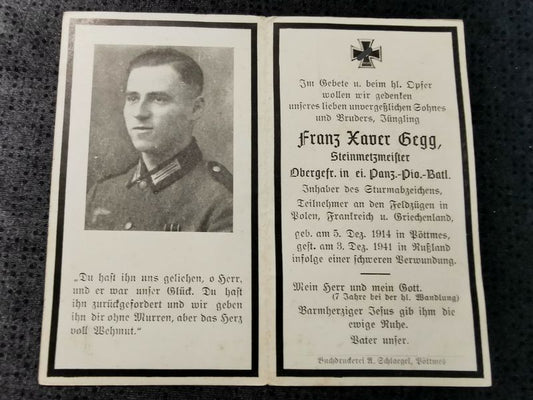 „Du hast ihn uns geliehen, o Herr,
und er war unser Glück. Du hast
ihn zurückgefordert und wir geben
ihn dir ohne Murren, aber das Herz
voll Wehmut.“
Im Gebete u. beim hl. Opfer
wollen wir gedenken
unseres lieben unvergeßlichen Sohnes
und Bruders, Jüngling
Franz Xaver Gegg,
Steinmetzmeister
Obergefr. in ei. Panz.-Pio.-Batl.
Inhaber des Sturmabzeichens,
Teilnehmer an den Feldzügen in
Polen, Frankreich u. Griechenland,
geb. am 5. Dez. 1914 in Pöttmes,
gest. am 3. Dez. 1941 in Rußland
infolge einer schweren Verwundung.
Mein Herr und mein Gott.
(7 Jahre bei der hl. Wandlung)
Barmherziger Jesus gib ihm die
ewige Ruhe.
Vater unser.
Buchdruckerei A. Schlaegel, Pöttmes